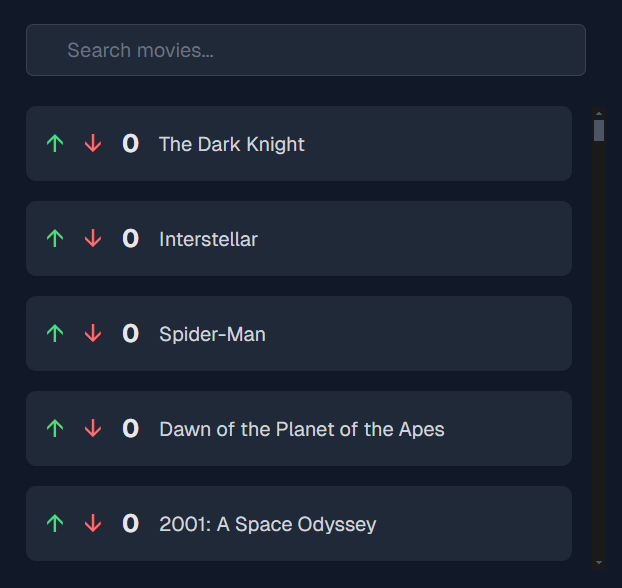 Search movies...
0 The Dark Knight
0 Interstellar
0 Spider-Man
0 Dawn of the Planet of the Apes
0 2001: A Space Odyssey